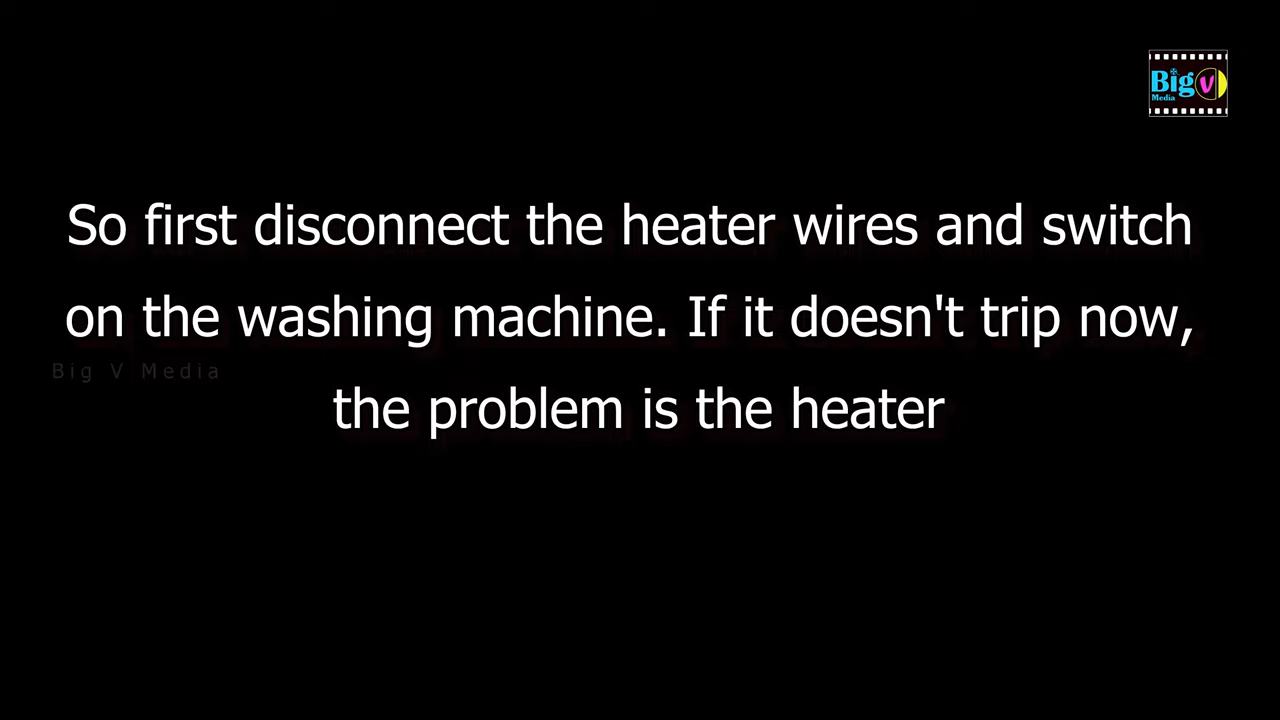 Big V
Media
So first disconnect the heater wires and switch
on the washing machine. If it doesn't trip now,
Big V Media
the problem is the heater